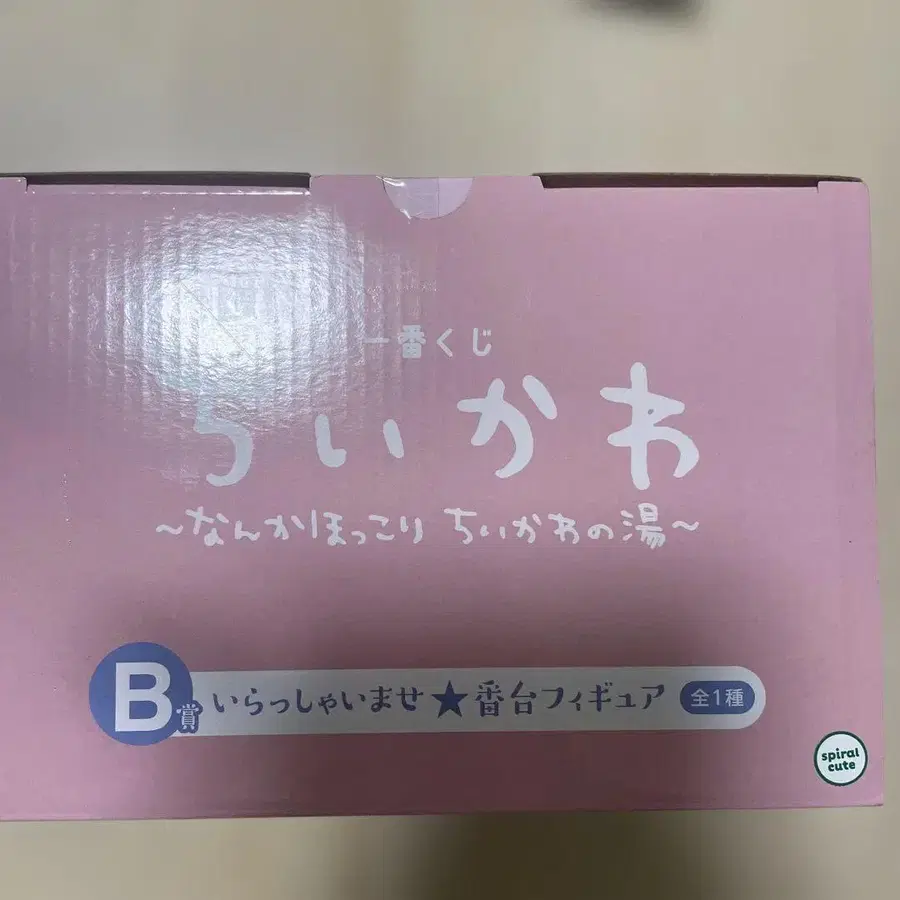 一番くじ
ちいかわ
~なんかほっこり ちいかわの湯~
B賞 いらっしゃいませ★番台フィギュア 全1種
spiral
cute